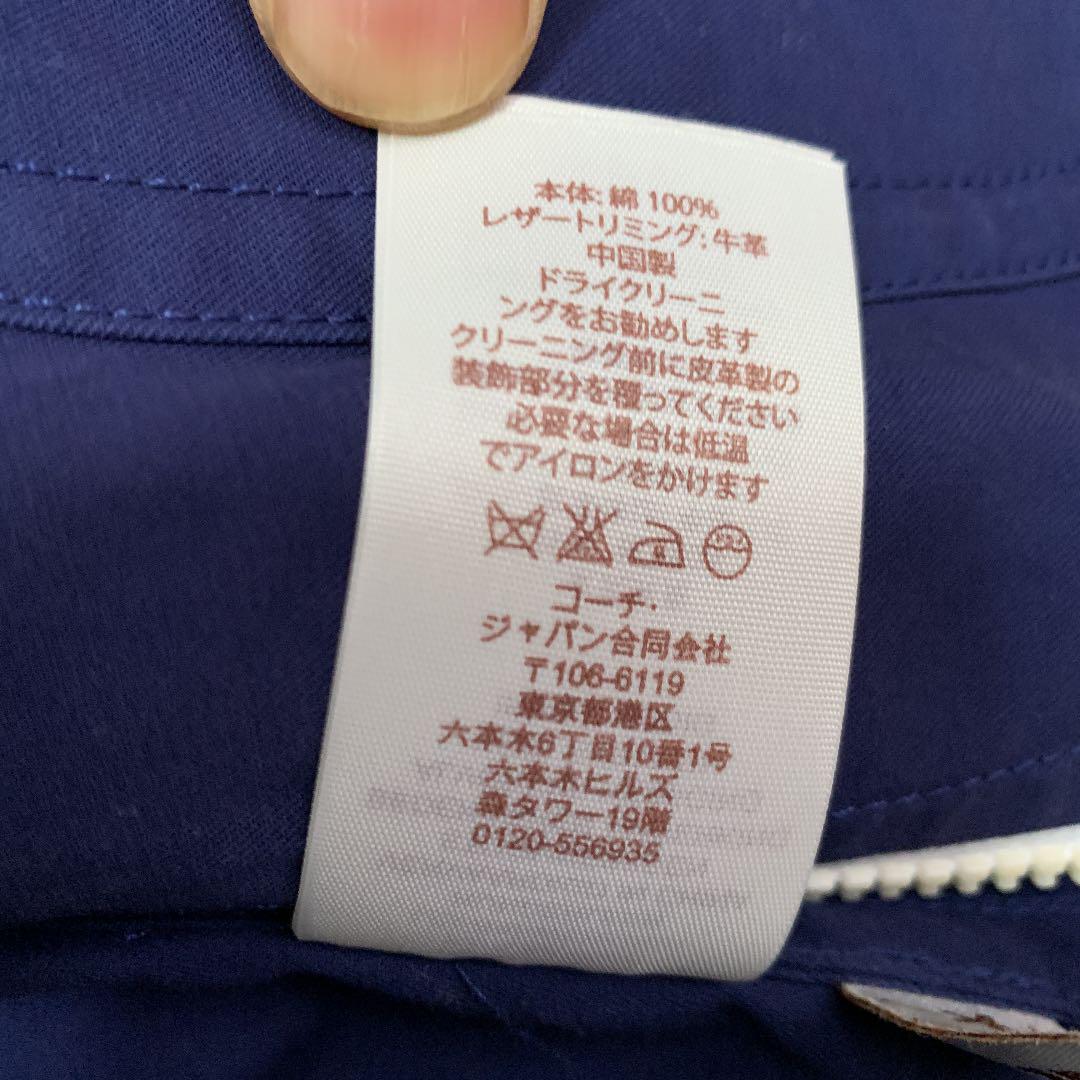 本体: 綿 100%
レザートリミング: 牛革
中国製
ドライクリーニ
ングをお勧めします
クリーニング前に皮革製の
装飾部分を覆ってください
必要な場合は低温
でアイロンをかけます
コーチ・
ジャパン合同会社
〒106-6119
東京都港区
六本木6丁目10番1号
六本木ヒルズ
森タワー19階
0120-556935